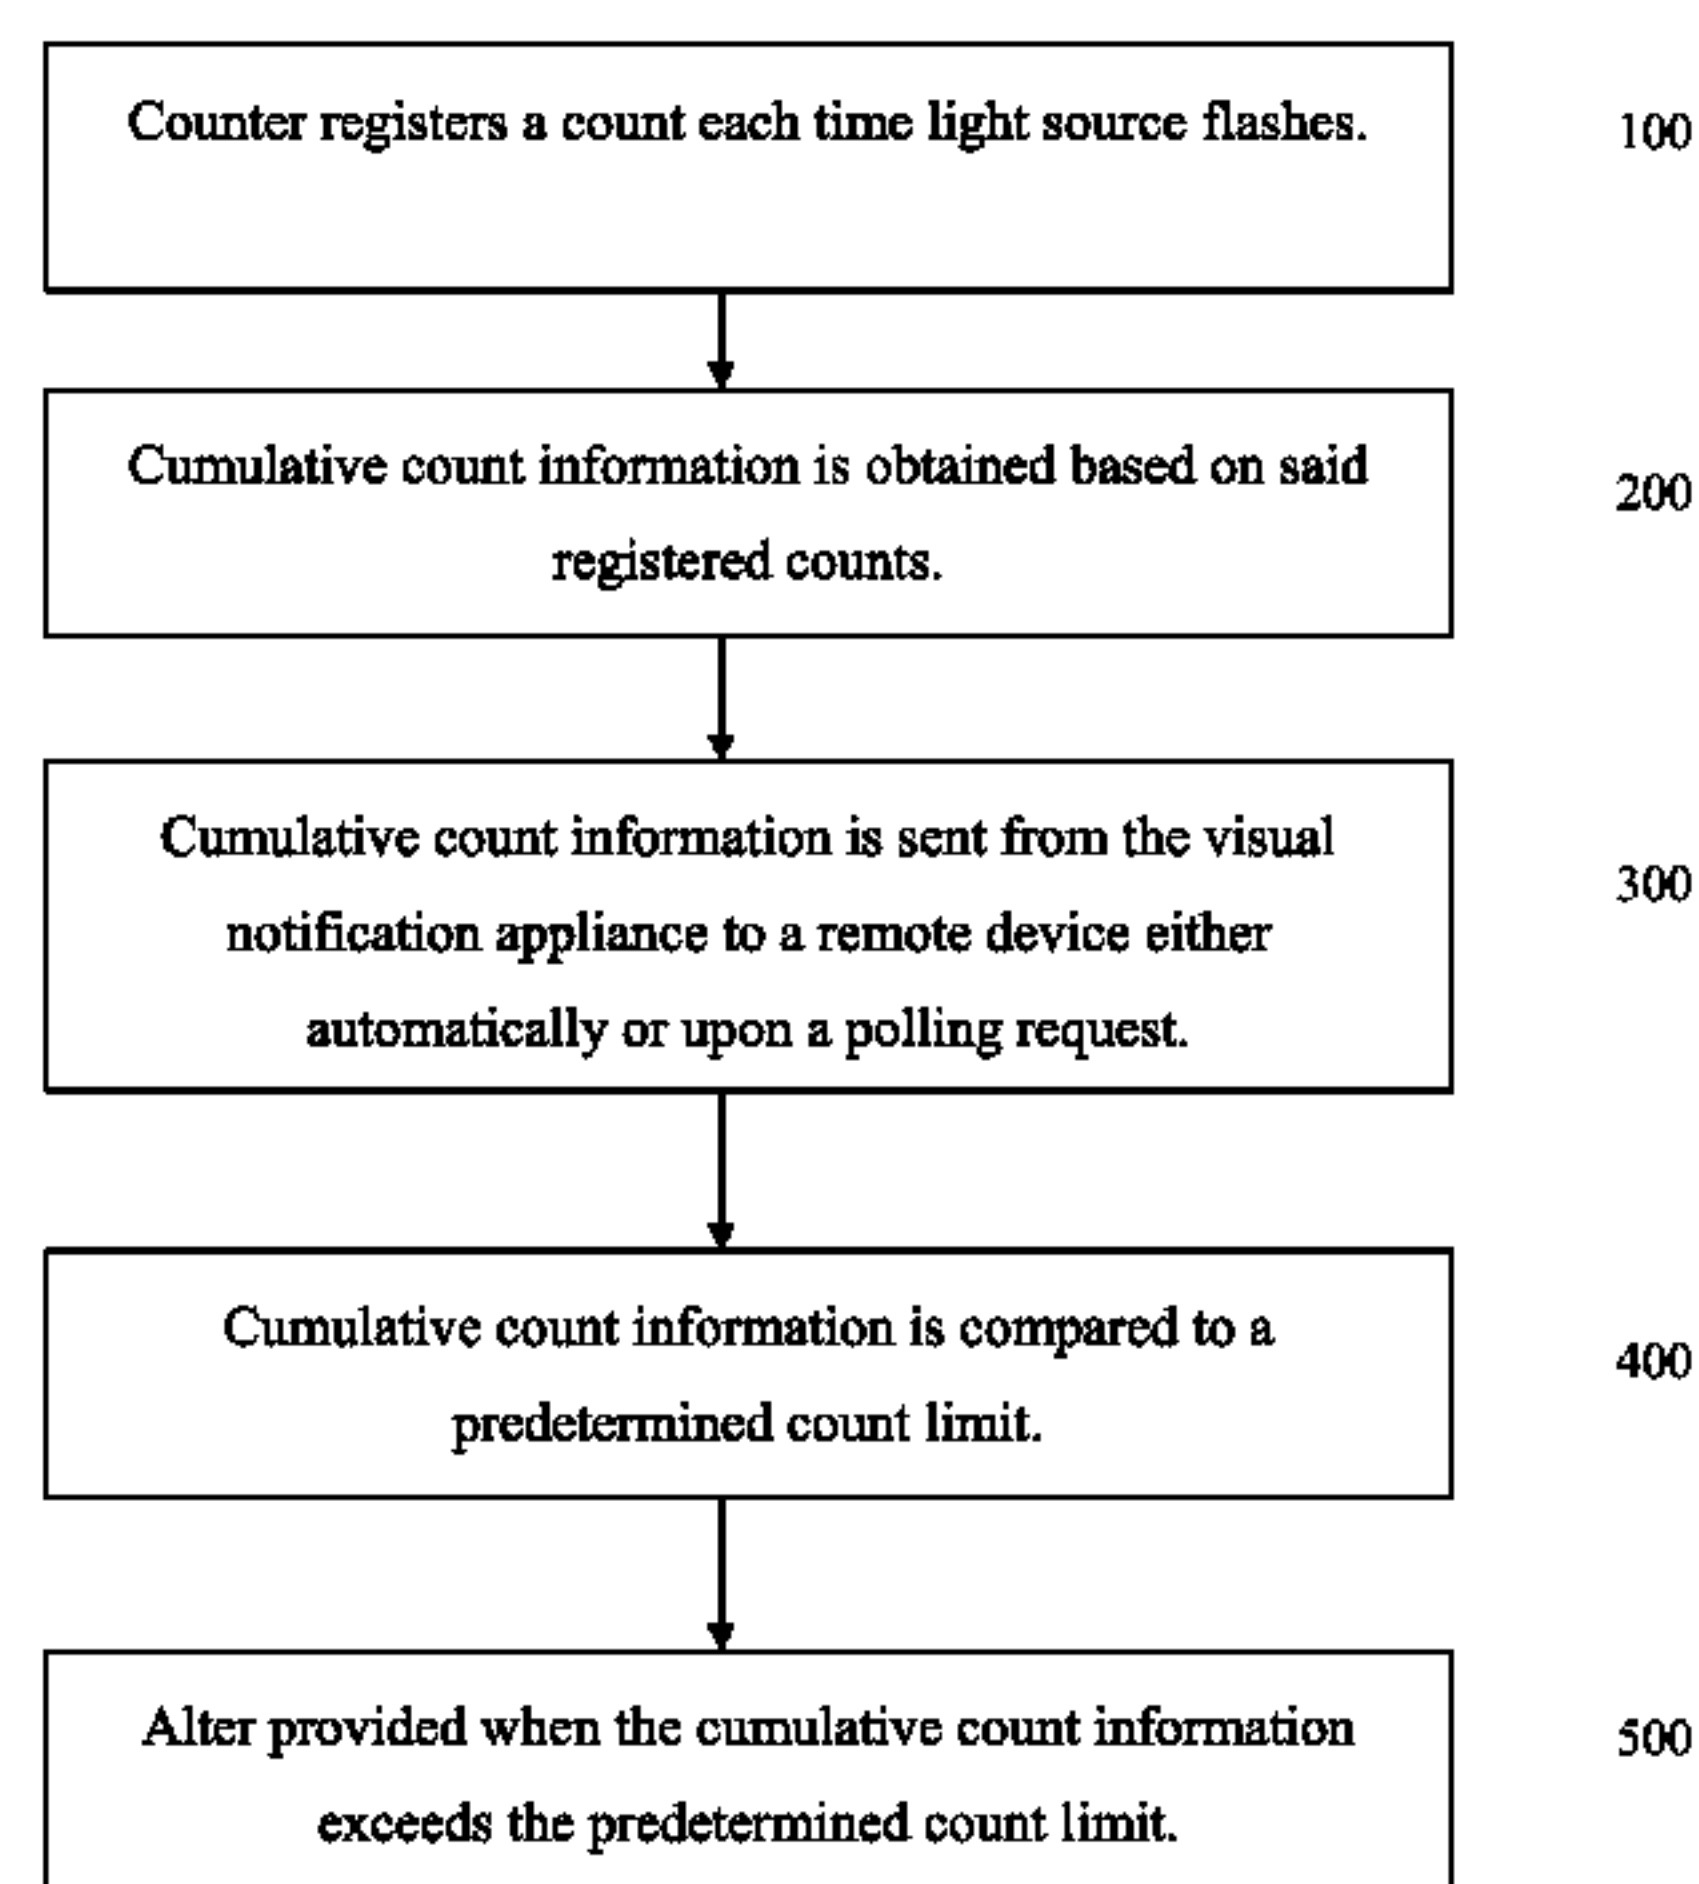 Counter registers a count each time light source flashes.
100
Cumulative count information is obtained based on said
registered counts.
200
Cumulative count information is sent from the visual
notification appliance to a remote device either
automatically or upon a polling request.
300
Cumulative count information is compared to a
predetermined count limit.
400
Alter provided when the cumulative count information
exceeds the predetermined count limit.
500